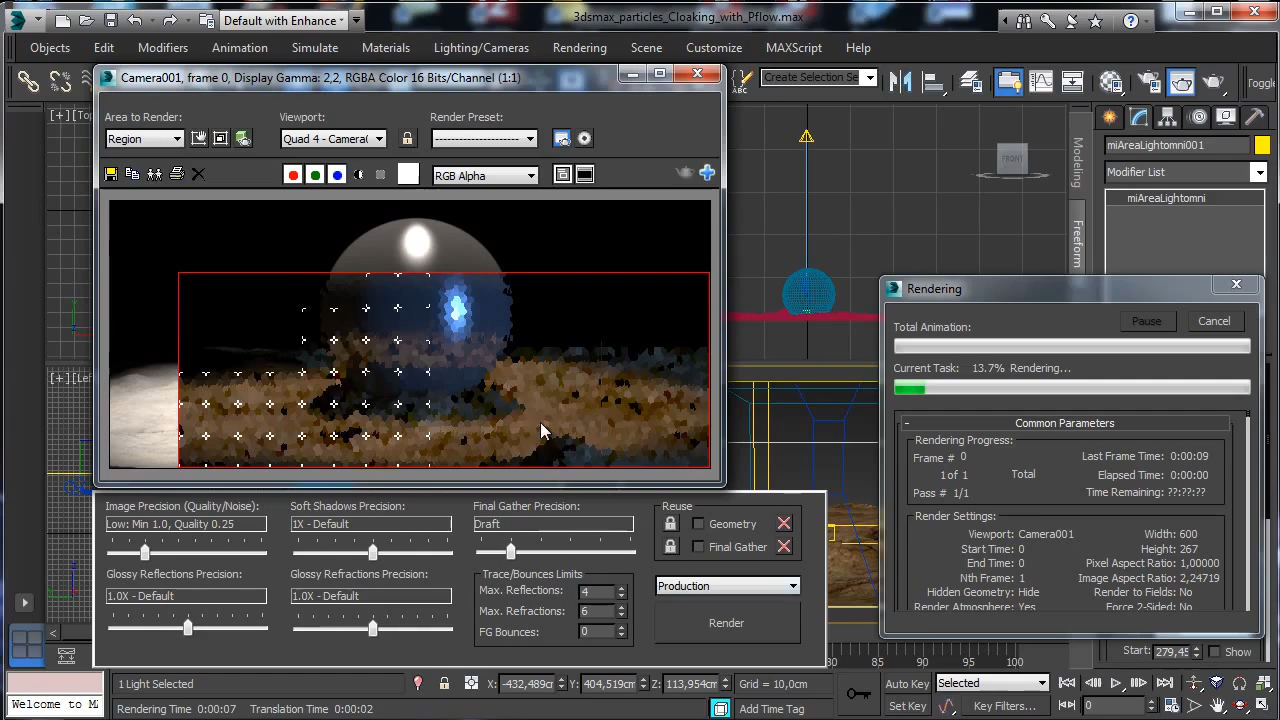 Default with Enhance
3dsmax_particles_Cloaking_with_Pflow.max
Objects Edit Modifiers Animation Simulate Materials Lighting/Cameras Rendering Scene Customize MAXScript Help
Camera001, frame 0, Display Gamma: 2,2, RGBA Color 16 Bits/Channel (1:1)
ABC
Create Selection Se
Toggle
[+][Top
Area to Render:
Viewport:
Render Preset:
Region
Quad 4 - Camera(
--------------------
RGB Alpha
FRONT
Modeling
Freeform
miAreaLightomni001
Modifier List
miAreaLightomni
[+][Left
Rendering
Total Animation:
Pause
Cancel
Current Task: 13.7% Rendering...
- Common Parameters
Rendering Progress:
Frame # 0
Last Frame Time: 0:00:09
1 of 1 Total
Elapsed Time: 0:00:00
Pass # 1/1
Time Remaining: ??:??:??
Render Settings:
Viewport: Camera001
Width: 600
Start Time: 0
Height: 267
End Time: 0
Pixel Aspect Ratio: 1,00000
Nth Frame: 1
Image Aspect Ratio: 2,24719
Hidden Geometry: Hide
Render to Fields: No
Render Atmosphere: Yes
Force 2-Sided: No
Image Precision (Quality/Noise):
Soft Shadows Precision:
Final Gather Precision:
Reuse
Low: Min 1.0, Quality 0.25
1X - Default
Draft
Geometry
Final Gather
Glossy Reflections Precision:
Glossy Refractions Precision:
Trace/Bounces Limits
1.0X - Default
1.0X - Default
Max. Reflections: 4
Max. Refractions: 6
FG Bounces: 0
Production
Render
80 85 90 95 100
Start: 279,45
Show
1 Light Selected
X: -432,489cm
Y: 404,519cm
Z: 113,954cm
Grid = 10,0cm
Auto Key
Selected
Welcome to MA
Rendering Time: 0:00:07
Translation Time: 0:00:02
Add Time Tag
Set Key
Key Filters...
0